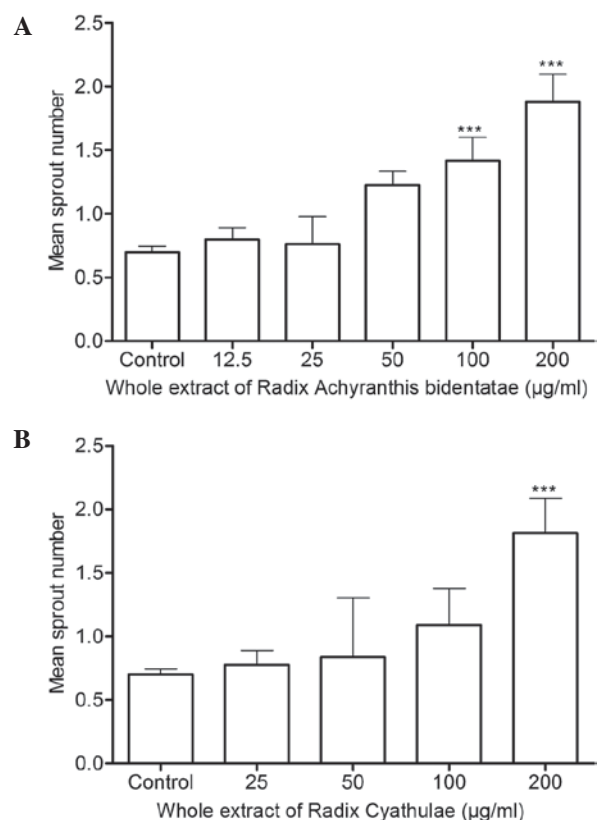 A
Mean sprout number
2.5
2.0
1.5
1.0
0.5
0.0
***
***
Control 12.5 25 50 100 200
Whole extract of Radix Achyranthis bidentatae (µg/ml)
B
Mean sprout number
2.5
2.0
1.5
1.0
0.5
0.0
***
Control 25 50 100 200
Whole extract of Radix Cyathulae (µg/ml)